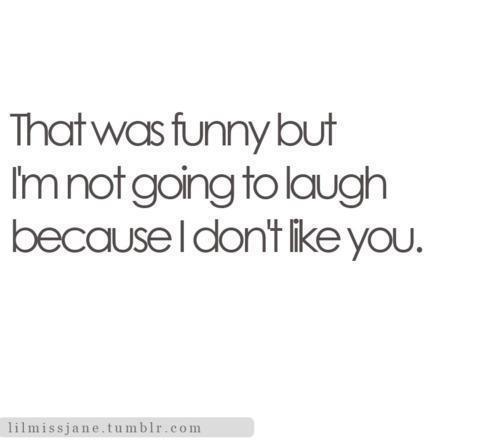 That was funny but
I'm not going to laugh
because I don't like you.
lilmissjane.tumblr.com